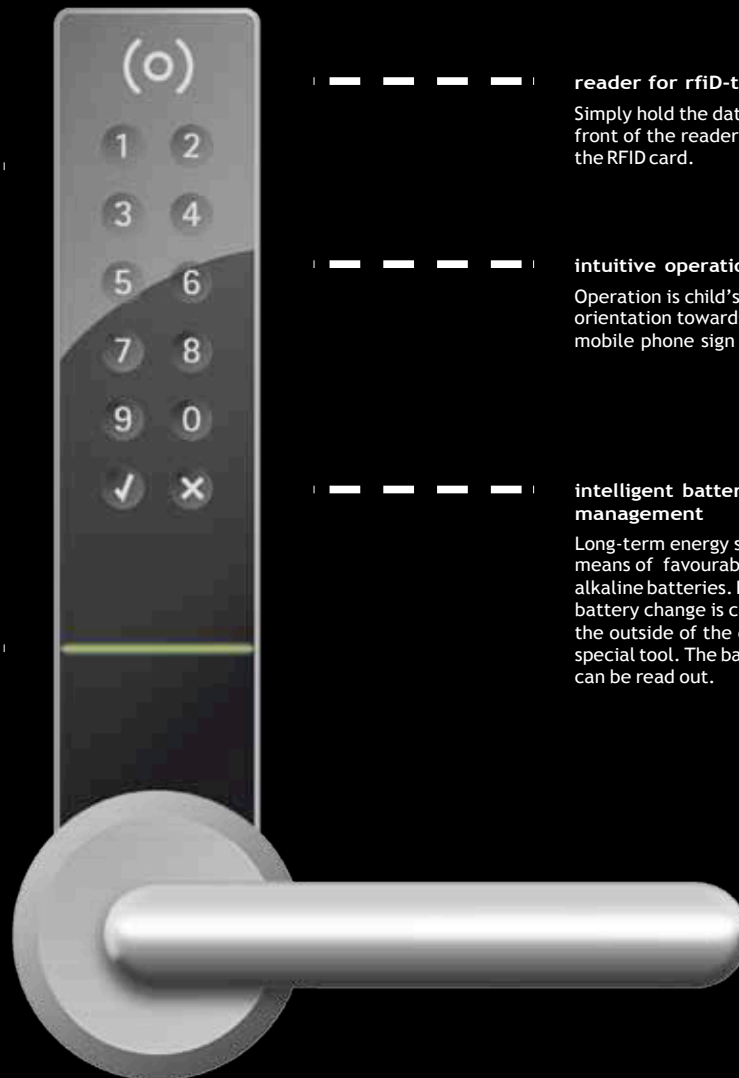 1 2
3 4
5 6
7 8
9 0
reader for rfiD-t
Simply hold the dat
front of the reader
the RFID card.
intuitive operatio
Operation is child's
orientation toward
mobile phone sign
intelligent batter
management
Long-term energy s
means of favourab
alkaline batteries.
battery change is c
the outside of the
special tool. The ba
can be read out.